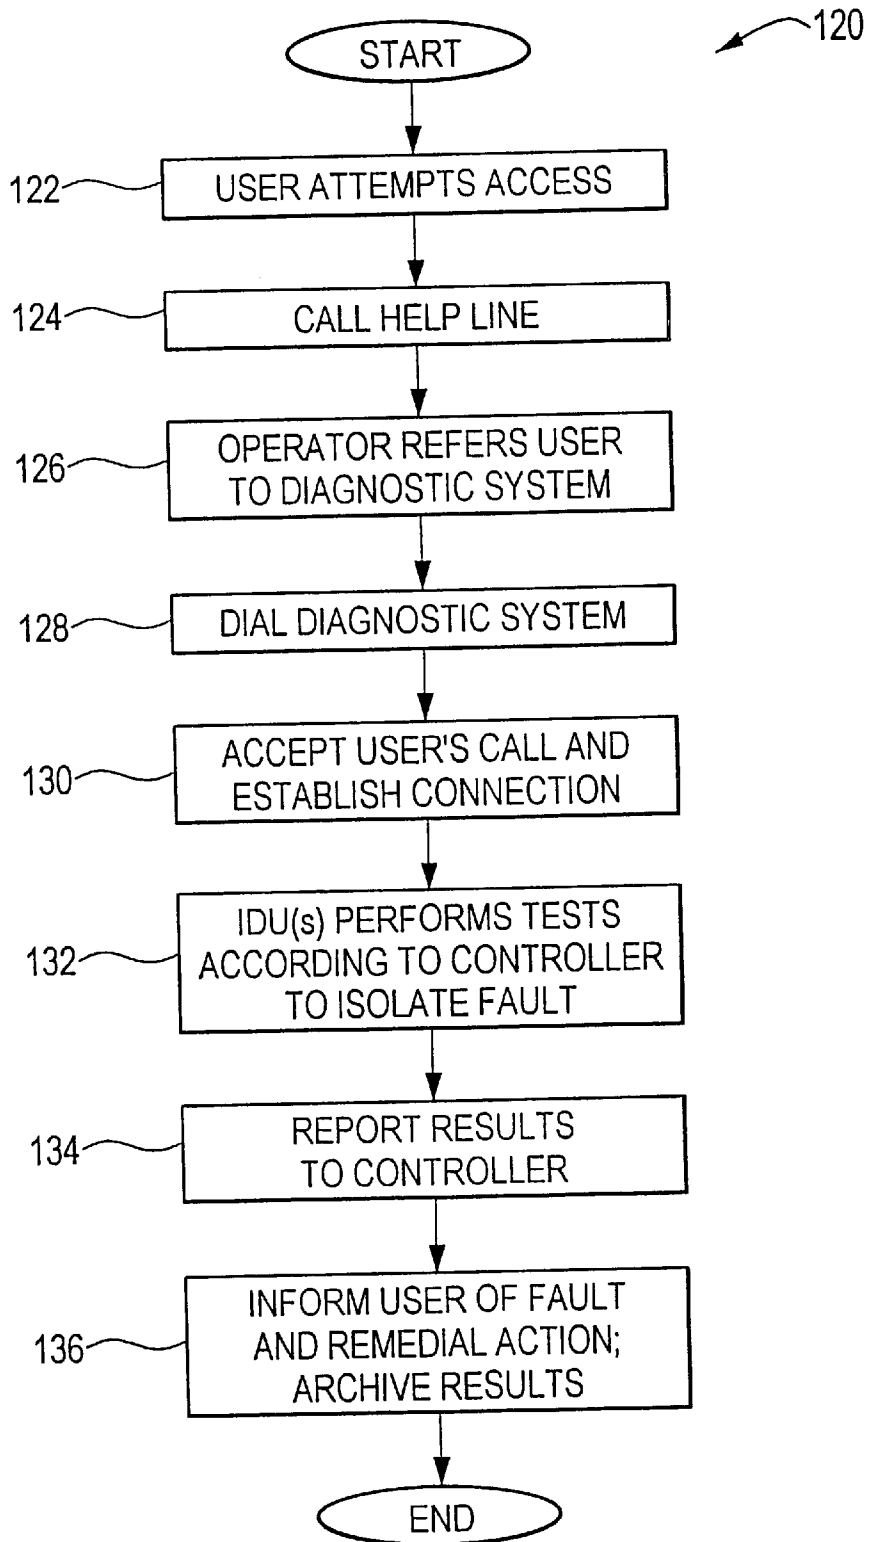 120
START
122
USER ATTEMPTS ACCESS
124
CALL HELP LINE
126
OPERATOR REFERS USER
TO DIAGNOSTIC SYSTEM
128
DIAL DIAGNOSTIC SYSTEM
130
ACCEPT USER'S CALL AND
ESTABLISH CONNECTION
132
IDU(s) PERFORMS TESTS
ACCORDING TO CONTROLLER
TO ISOLATE FAULT
134
REPORT RESULTS
TO CONTROLLER
136
INFORM USER OF FAULT
AND REMEDIAL ACTION;
ARCHIVE RESULTS
END